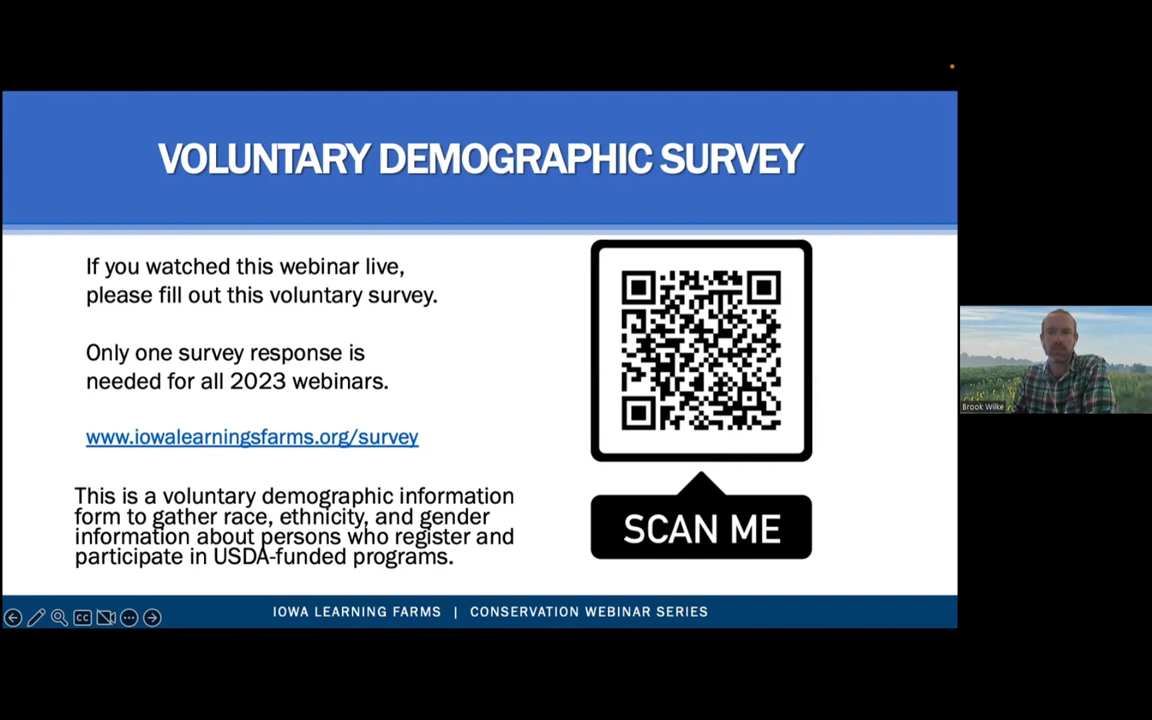 VOLUNTARY DEMOGRAPHIC SURVEY
If you watched this webinar live,
please fill out this voluntary survey.
Only one survey response is
needed for all 2023 webinars.
www.iowalearningsfarms.org/survey
This is a voluntary demographic information
form to gather race, ethnicity, and gender
information about persons who register and
participate in USDA-funded programs.
SCAN ME
Brook Wilke
CC
IOWA LEARNING FARMS | CONSERVATION WEBINAR SERIES